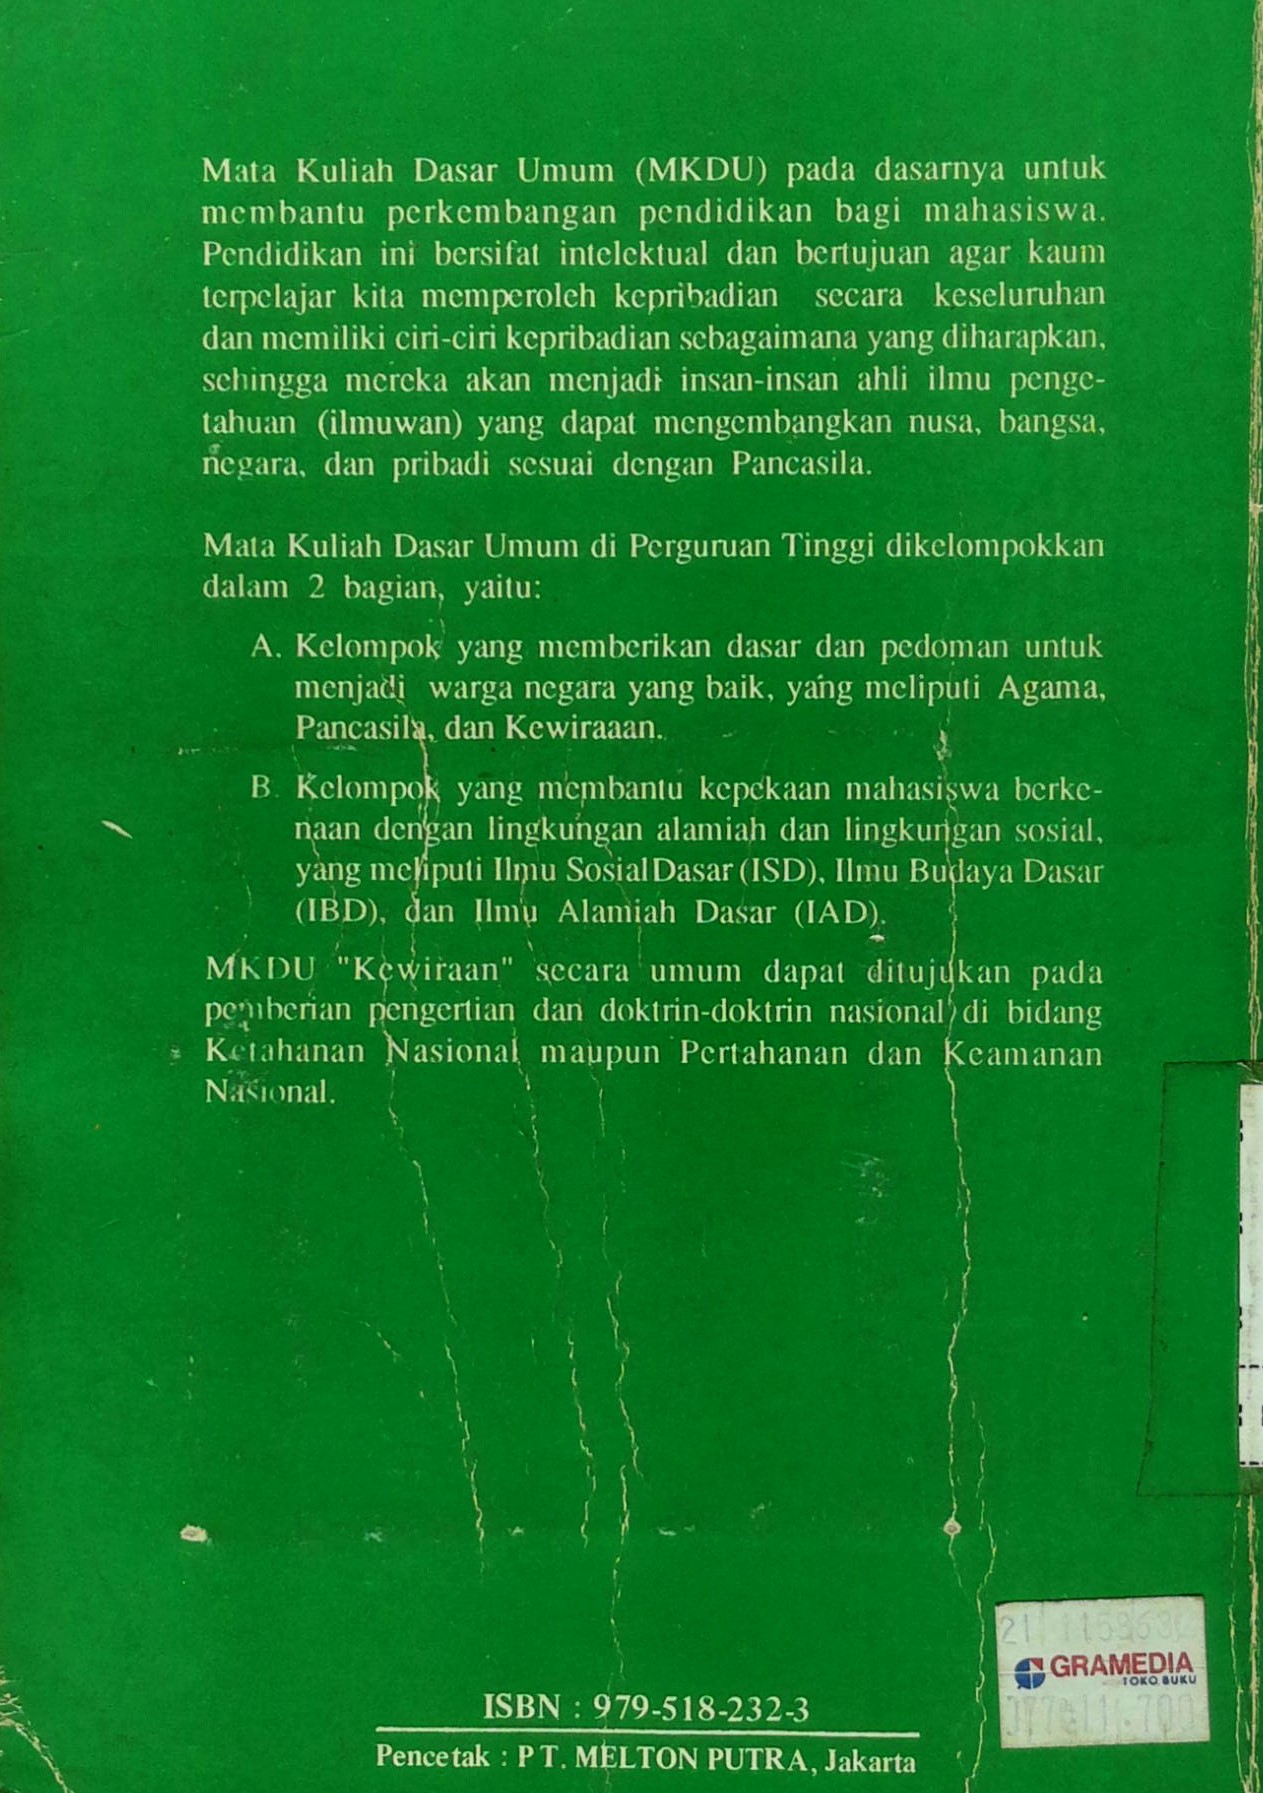 Mata Kuliah Dasar Umum (MKDU) pada dasarnya untuk
membantu perkembangan pendidikan bagi mahasiswa.
Pendidikan ini bersifat intelektual dan bertujuan agar kaum
terpelajar kita memperoleh kepribadian secara keseluruhan
dan memiliki ciri-ciri kepribadian sebagaimana yang diharapkan,
sehingga mereka akan menjadi insan-insan ahli ilmu penge-
tahuan (ilmuwan) yang dapat mengembangkan nusa, bangsa,
negara, dan pribadi sesuai dengan Pancasila.
Mata Kuliah Dasar Umum di Perguruan Tinggi dikelompokkan
dalam 2 bagian, yaitu:
A. Kelompok yang memberikan dasar dan pedoman untuk
menjadi warga negara yang baik, yang meliputi Agama,
Pancasila, dan Kewiraaan.
B. Kelompok yang membantu kepekaan mahasiswa berke-
naan dengan lingkungan alamiah dan lingkungan sosial,
yang meliputi Ilmu Sosial Dasar (ISD), Ilmu Budaya Dasar
(IBD), dan Ilmu Alamiah Dasar (IAD).
MKDU "Kewiraan" secara umum dapat ditujukan pada
pemberian pengertian dan doktrin-doktrin nasional di bidang
Ketahanan Nasional maupun Pertahanan dan Keamanan
Nasional.
GRAMEDIA
TOKO BUKU
ISBN : 979-518-232-3
Pencetak : PT. MELTON PUTRA, Jakarta